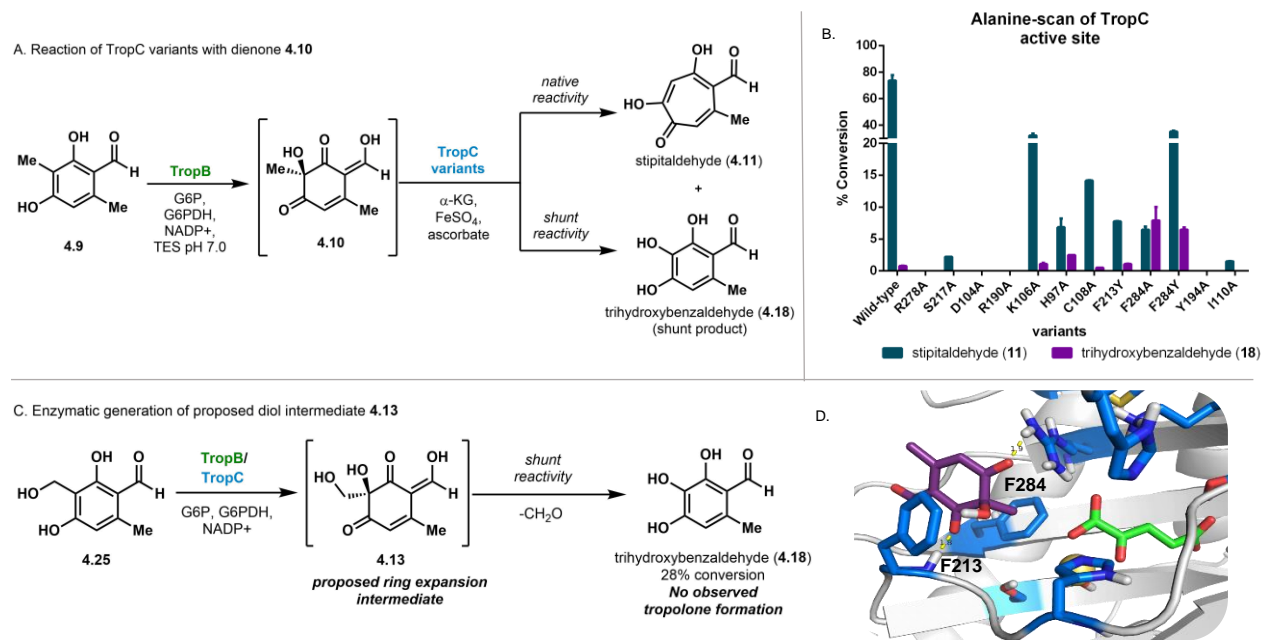 A. Reaction of TropC variants with dienone 4.10
OH
O
Me
H
HO
Me
4.9
TropB
G6P,
G6PDH,
NADP+,
TES pH 7.0
HO
O
OH
Me
H
O
Me
4.10
TropC
variants
α-KG,
FeSO4,
ascorbate
native
reactivity
shunt
reactivity
OH
O
H
HO
Me
O
stipitaldehyde (4.11)
+
OH
O
HO
H
HO
Me
trihydroxybenzaldehyde (4.18)
(shunt product)
B.
Alanine-scan of TropC
active site
% Conversion
100
80
60
40
20
15
10
5
0
Wild-type
R278A
S217A
D104A
R190A
K106A
H97A
C108A
F213Y
F284A
F284Y
Y194A
I110A
variants
stipitaldehyde (11)
trihydroxybenzaldehyde (18)
C. Enzymatic generation of proposed diol intermediate 4.13
OH
O
HO
H
HO
Me
4.25
TropB/
TropC
G6P, G6PDH,
NADP+
HO
HO
O
OH
H
O
Me
4.13
proposed ring expansion
intermediate
shunt
reactivity
-CH2O
OH
O
HO
H
HO
Me
trihydroxybenzaldehyde (4.18)
28% conversion
No observed
tropolone formation
D.
1.9
F284
1.8
F213